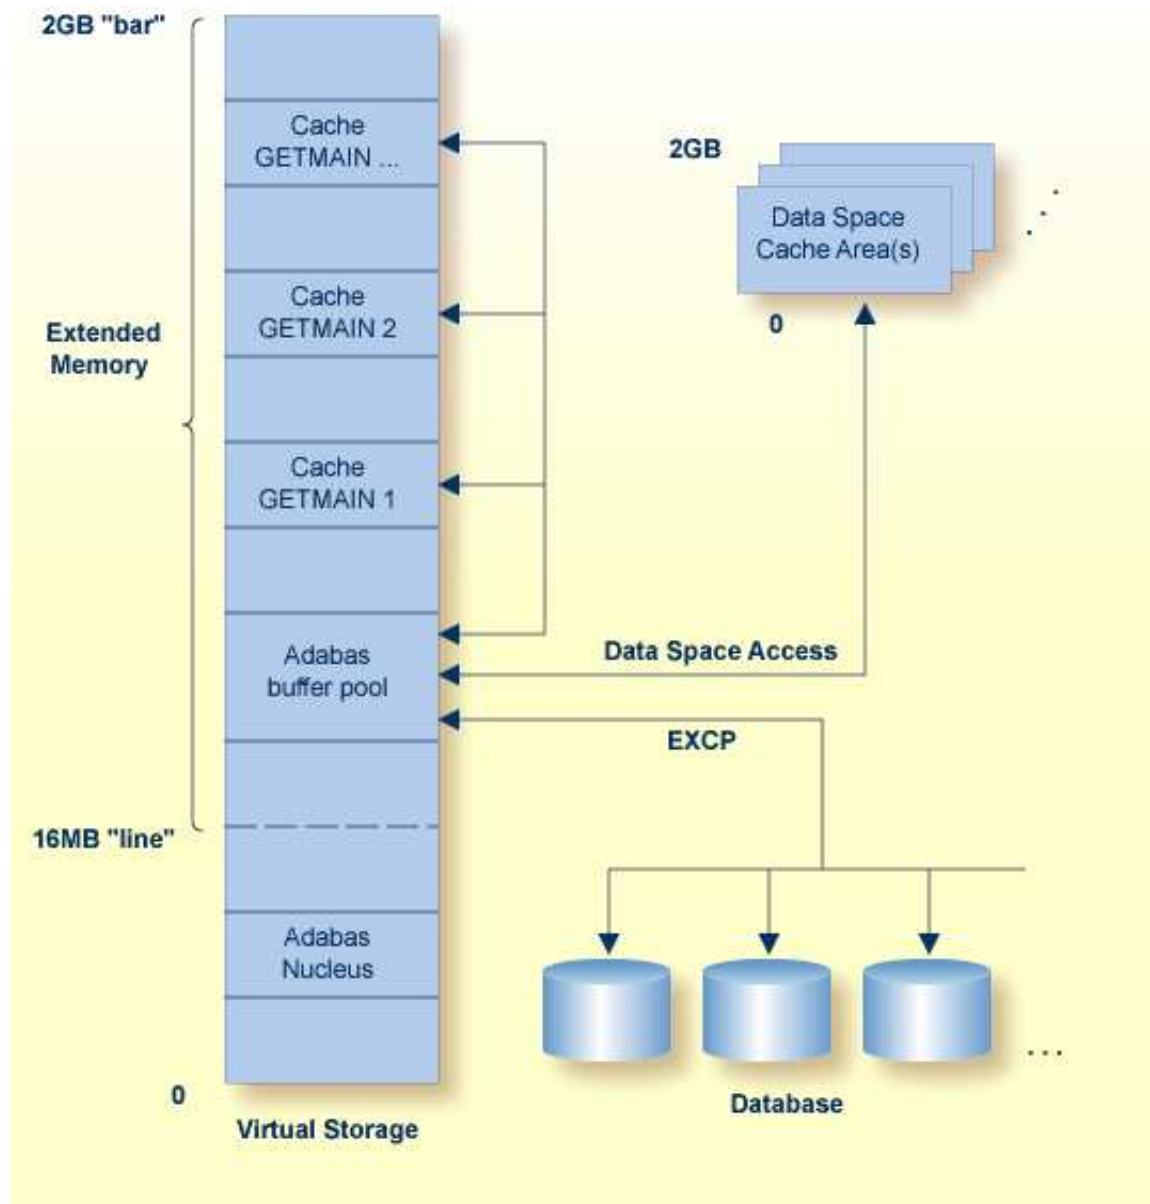 2GB "bar"
Cache
GETMAIN ...
2GB
Data Space
Cache Area(s)
0
Cache
GETMAIN 2
Extended
Memory
Cache
GETMAIN 1
Adabas
buffer pool
Data Space Access
EXCP
16MB "line"
Adabas
Nucleus
...
0
Database
Virtual Storage